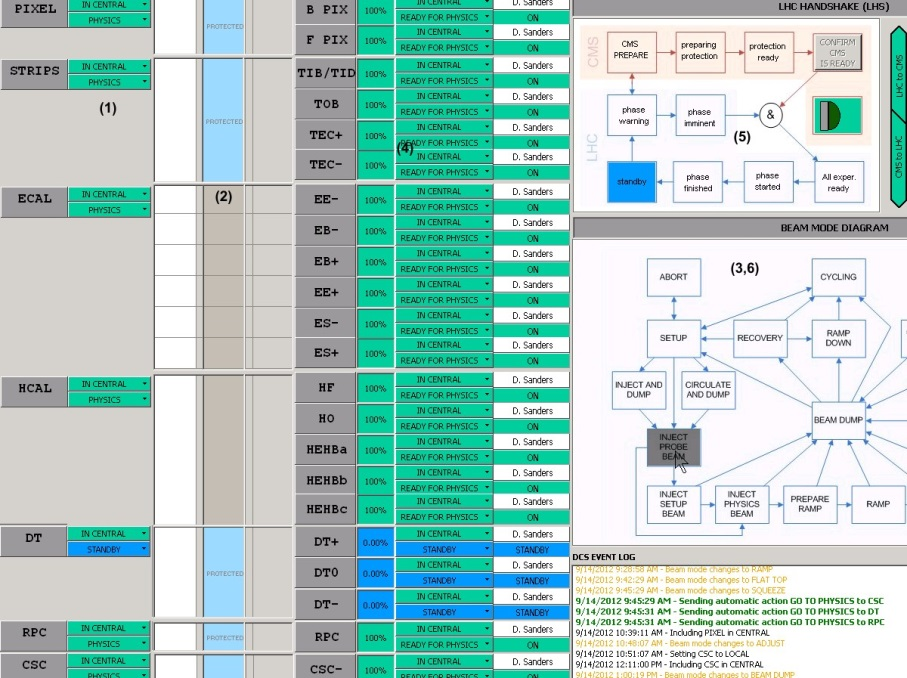 PIXEL
IN CENTRAL
PHYSICS
PROTECTED
B PIX
100%
IN CENTRAL
READY FOR PHYSICS
ON
F PIX
100%
IN CENTRAL
D. Sanders
READY FOR PHYSICS
ON
STRIPS
IN CENTRAL
PHYSICS
(1)
PROTECTED
TIB/TID
100%
IN CENTRAL
D. Sanders
READY FOR PHYSICS
ON
TOB
100%
IN CENTRAL
D. Sanders
READY FOR PHYSICS
ON
TEC+
100%
IN CENTRAL
D. Sanders
READY FOR PHYSICS
ON
(4)
TEC-
100%
IN CENTRAL
D. Sanders
READY FOR PHYSICS
ON
ECAL
IN CENTRAL
PHYSICS
(2)
EE-
100%
IN CENTRAL
D. Sanders
READY FOR PHYSICS
ON
EB-
100%
IN CENTRAL
D. Sanders
READY FOR PHYSICS
ON
EB+
100%
IN CENTRAL
D. Sanders
READY FOR PHYSICS
ON
EE+
100%
IN CENTRAL
D. Sanders
READY FOR PHYSICS
ON
ES-
100%
IN CENTRAL
D. Sanders
READY FOR PHYSICS
ON
ES+
100%
IN CENTRAL
D. Sanders
READY FOR PHYSICS
ON
HCAL
IN CENTRAL
PHYSICS
HF
100%
IN CENTRAL
D. Sanders
READY FOR PHYSICS
ON
HO
100%
IN CENTRAL
D. Sanders
READY FOR PHYSICS
ON
HEHBa
100%
IN CENTRAL
D. Sanders
READY FOR PHYSICS
ON
HEHBb
100%
IN CENTRAL
D. Sanders
READY FOR PHYSICS
ON
HEHBc
100%
IN CENTRAL
D. Sanders
READY FOR PHYSICS
ON
DT
IN CENTRAL
STANDBY
PROTECTED
DT+
0.00%
IN CENTRAL
D. Sanders
STANDBY
STANDBY
DT0
0.00%
IN CENTRAL
D. Sanders
STANDBY
STANDBY
DT-
0.00%
IN CENTRAL
D. Sanders
STANDBY
STANDBY
RPC
IN CENTRAL
PHYSICS
PROTECTED
RPC
100%
IN CENTRAL
D. Sanders
READY FOR PHYSICS
ON
CSC
IN CENTRAL
PHYSICS
CSC-
100%
IN CENTRAL
D. Sanders
READY FOR PHYSICS
ON
LHC HANDSHAKE (LHS)
CMS
CMS
PREPARE
preparing
protection
protection
ready
CONFIRM
CMS
IS READY
LHC
phase
warning
phase
imminent
&
(5)
standby
phase
finished
phase
started
All exper.
ready
LHC to CMS
CMS to LHC
BEAM MODE DIAGRAM
(3,6)
ABORT
CYCLING
SETUP
RECOVERY
RAMP
DOWN
INJECT AND
DUMP
CIRCULATE
AND DUMP
BEAM DUMP
INJECT
PROBE
BEAM
INJECT
SETUP
BEAM
INJECT
PHYSICS
BEAM
PREPARE
RAMP
RAMP
DCS EVENT LOG
9/14/2012 9:28:58 AM - Beam mode changes to RAMP
9/14/2012 9:42:29 AM - Beam mode changes to FLAT TOP
9/14/2012 9:45:29 AM - Beam mode changes to SQUEEZE
9/14/2012 9:45:29 AM - Sending automatic action GO TO PHYSICS to CSC
9/14/2012 9:45:31 AM - Sending automatic action GO TO PHYSICS to DT
9/14/2012 9:45:31 AM - Sending automatic action GO TO PHYSICS to RPC
9/14/2012 10:39:11 AM - Including PIXEL in CENTRAL
9/14/2012 10:48:07 AM - Beam mode changes to ADJUST
9/14/2012 10:51:07 AM - Setting CSC to LOCAL
9/14/2012 12:11:00 PM - Including CSC in CENTRAL
9/14/2012 1:00:19 PM - Beam mode changes to BEAM DUMP